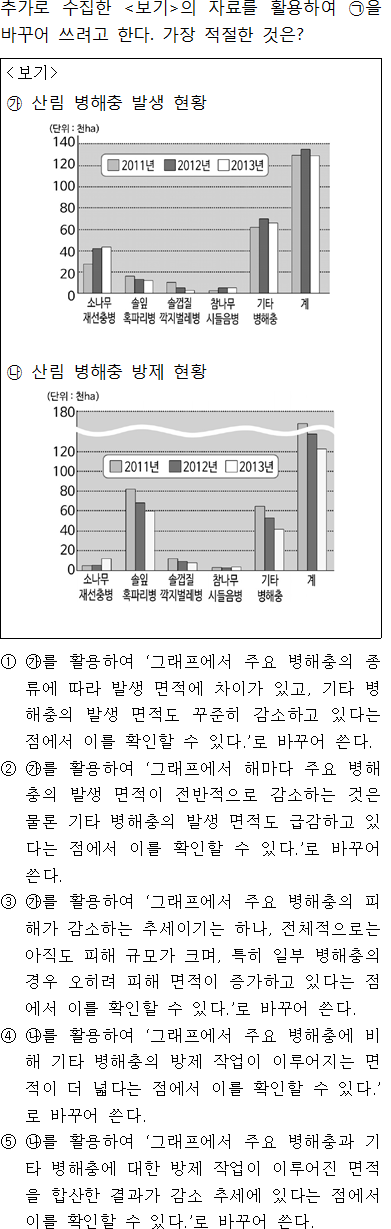 추가로 수집한 <보기>의 자료를 활용하여 ㉠을
바꾸어 쓰려고 한다. 가장 적절한 것은?
<보기>
㉮ 산림 병해충 발생 현황
(단위 : 천ha)
140
120
100
80
60
40
20
0
2011년 2012년 2013년
소나무 솔잎 솔껍질 참나무 기타 계
재선충병 혹파리병 깍지벌레병 시들음병 병해충
㉯ 산림 병해충 방제 현황
(단위 : 천ha)
180
120
100
80
60
40
20
0
2011년 2012년 2013년
소나무 솔잎 솔껍질 참나무 기타 계
재선충병 혹파리병 깍지벌레병 시들음병 병해충
① ㉮를 활용하여 ‘그래프에서 주요 병해충의 종
류에 따라 발생 면적에 차이가 있고, 기타 병
해충의 발생 면적도 꾸준히 감소하고 있다는
점에서 이를 확인할 수 있다.’로 바꾸어 쓴다.
② ㉮를 활용하여 ‘그래프에서 해마다 주요 병해
충의 발생 면적이 전반적으로 감소하는 것은
물론 기타 병해충의 발생 면적도 급감하고 있
다는 점에서 이를 확인할 수 있다.’로 바꾸어
쓴다.
③ ㉮를 활용하여 ‘그래프에서 주요 병해충의 피
해가 감소하는 추세이기는 하나, 전체적으로는
아직도 피해 규모가 크며, 특히 일부 병해충의
경우 오히려 피해 면적이 증가하고 있다는 점
에서 이를 확인할 수 있다.’로 바꾸어 쓴다.
④ ㉯를 활용하여 ‘그래프에서 주요 병해충에 비
해 기타 병해충의 방제 작업이 이루어지는 면
적이 더 넓다는 점에서 이를 확인할 수 있다.’
로 바꾸어 쓴다.
⑤ ㉯를 활용하여 ‘그래프에서 주요 병해충과 기
타 병해충에 대한 방제 작업이 이루어진 면적
을 합산한 결과가 감소 추세에 있다는 점에서
이를 확인할 수 있다.’로 바꾸어 쓴다.